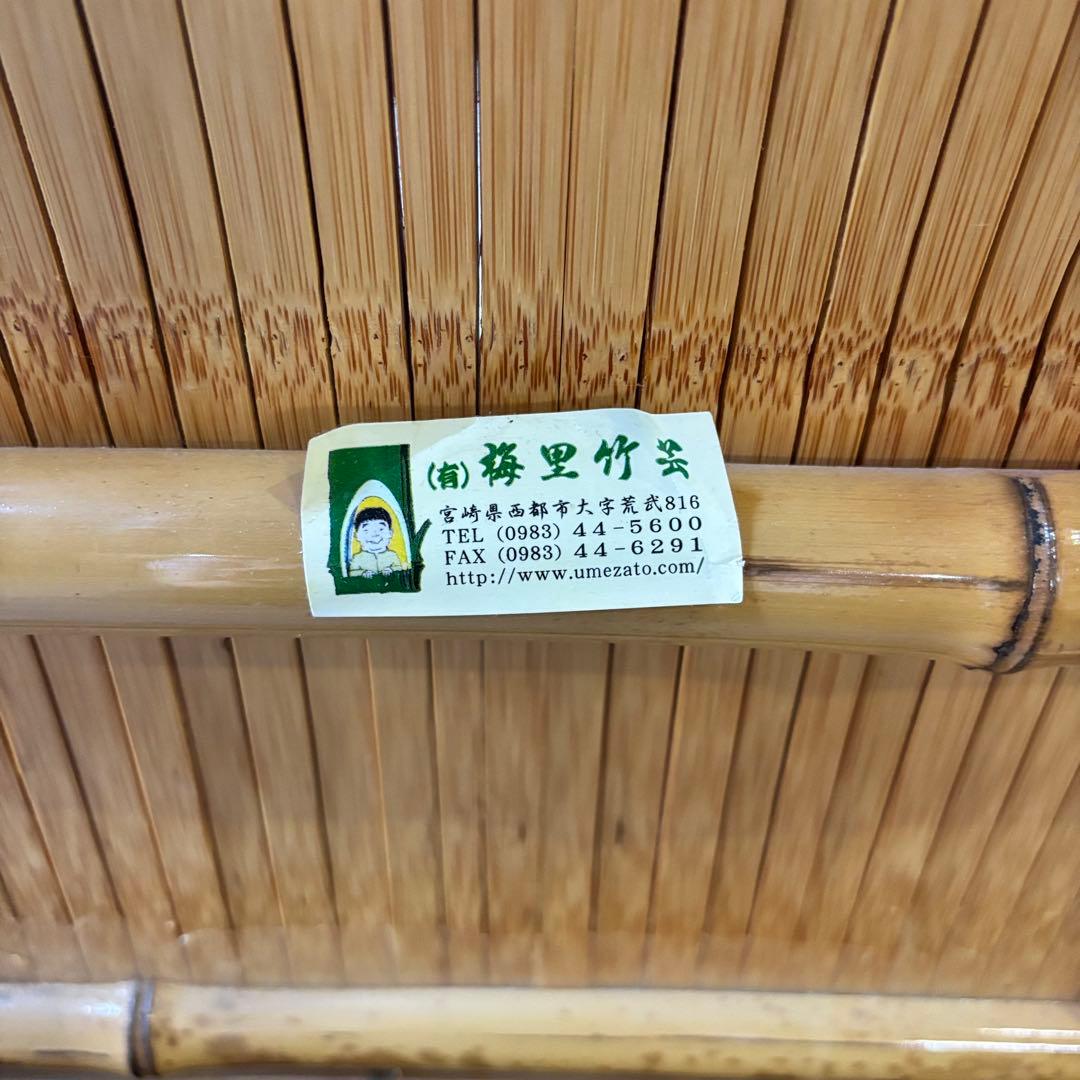 (有)梅里竹芸
宮崎県西都市大字荒武816
TEL (0983) 44-5600
FAX (0983) 44-6291
http://www.umezato.com/